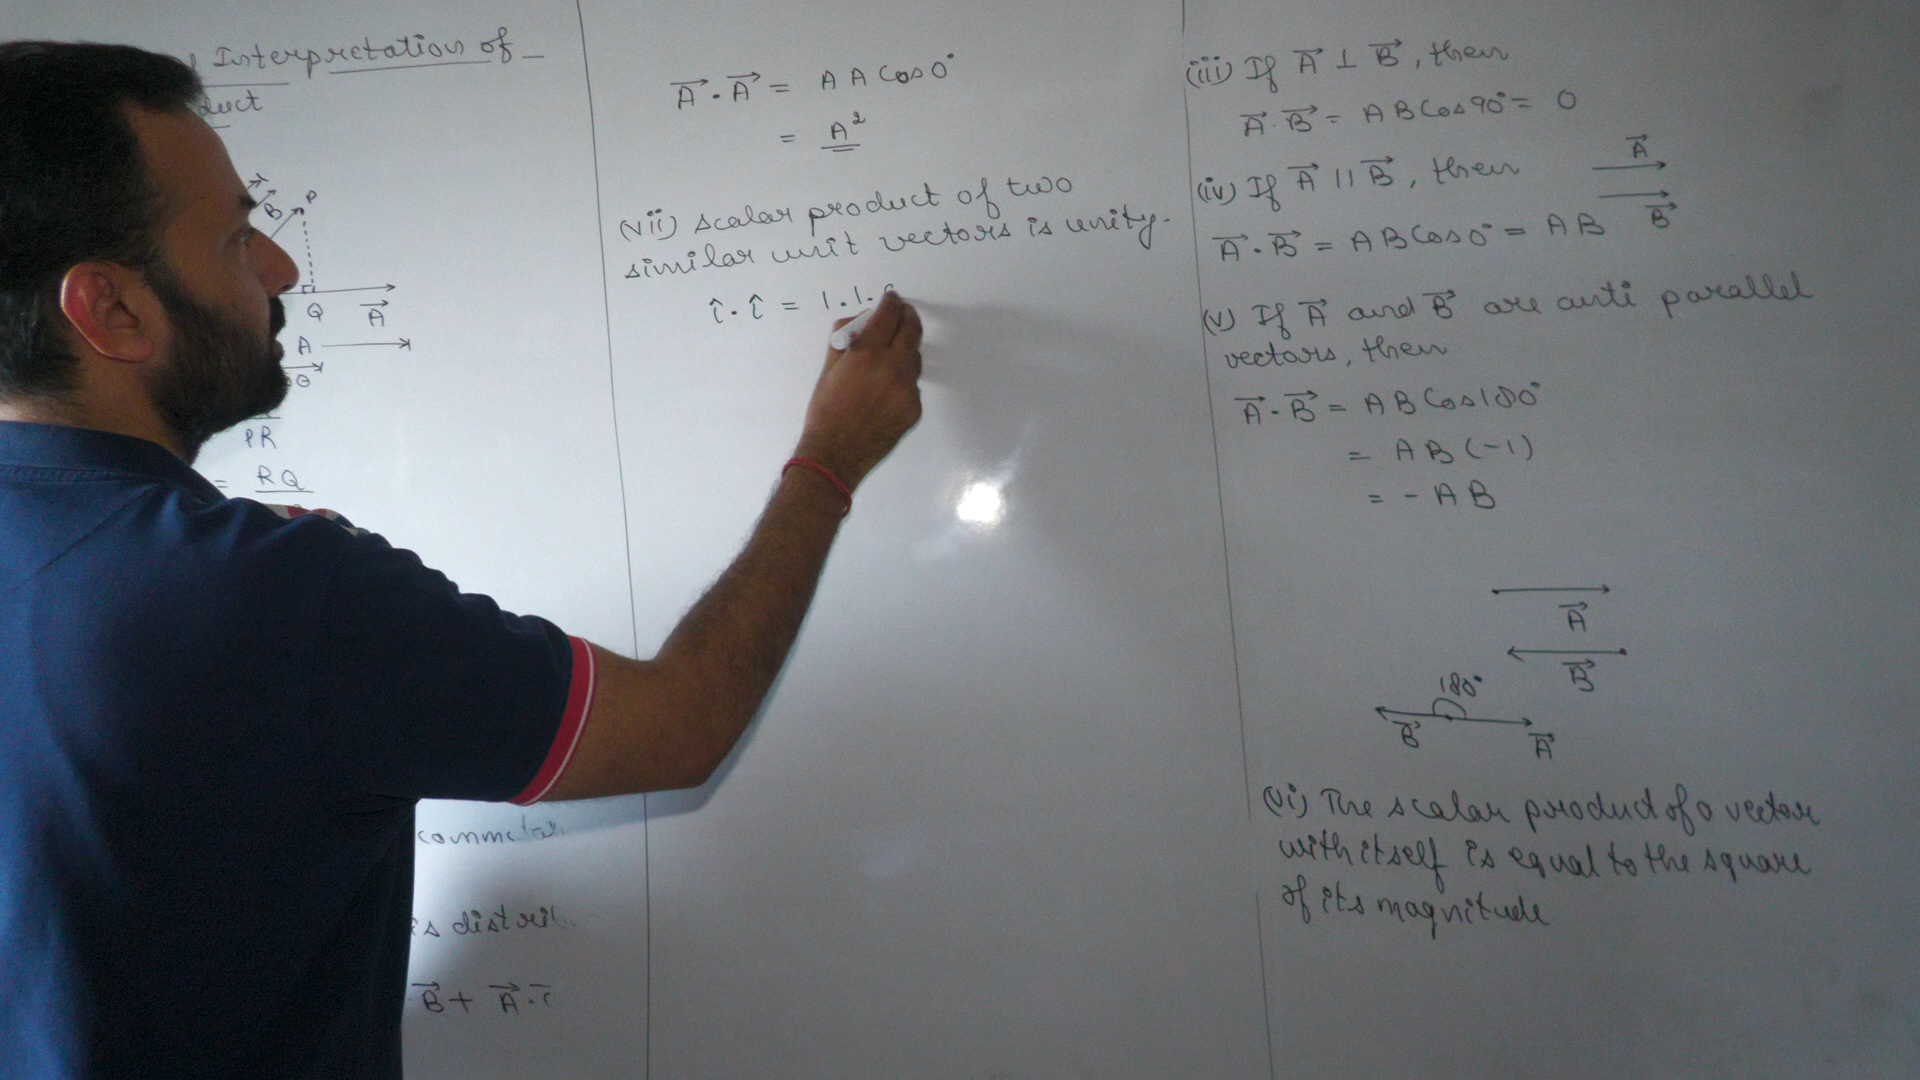 Interpretation of
duct
B P
Q A⃗
A
Q
PR
= RQ
is distri
B⃗ + A⃗.
A⃗ . A⃗ = A A Cos 0°
= A²
(vii) scalar product of two
similar unit vectors is unity.
î . î = 1 . 1 .
(iii) If A⃗ ⊥ B⃗, then
A⃗ . B⃗ = A B Cos 90° = 0
(iv) If A⃗ || B⃗, then
A⃗
B⃗
A⃗ . B⃗ = A B Cos 0° = A B
(v) If A⃗ and B⃗ are anti parallel
vectors, then
A⃗ . B⃗ = A B Cos 180°
= A B (-1)
= - A B
A⃗
B⃗
180°
B⃗ A⃗
(vi) The scalar product of a vector
with itself is equal to the square
of its magnitude